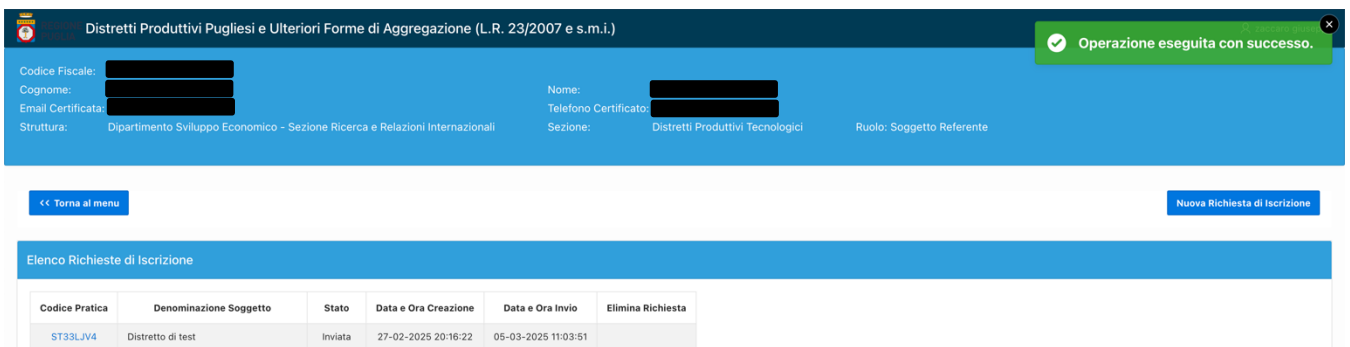 Distretti Produttivi Pugliesi e Ulteriori Forme di Aggregazione (L.R. 23/2007 e s.m.i.)
Operazione eseguita con successo.
Codice Fiscale:
Cognome: Nome:
Email Certificata: Telefono Certificato:
Struttura: Dipartimento Sviluppo Economico - Sezione Ricerca e Relazioni Internazionali Sezione: Distretti Produttivi Tecnologici Ruolo: Soggetto Referente
<< Torna al menu Nuova Richiesta di Iscrizione
Elenco Richieste di Iscrizione
Codice Pratica Denominazione Soggetto Stato Data e Ora Creazione Data e Ora Invio Elimina Richiesta
ST33LJV4 Distretto di test Inviata 27-02-2025 20:16:22 05-03-2025 11:03:51